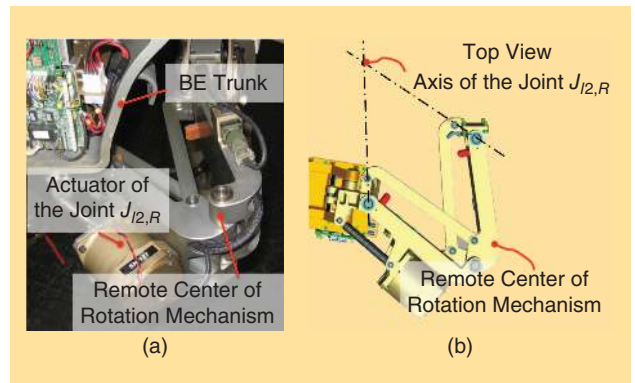 BE Trunk
Actuator of
the Joint J_{l2,R}
Remote Center of
Rotation Mechanism
(a)
Top View
Axis of the Joint J_{l2,R}
Remote Center of
Rotation Mechanism
(b)